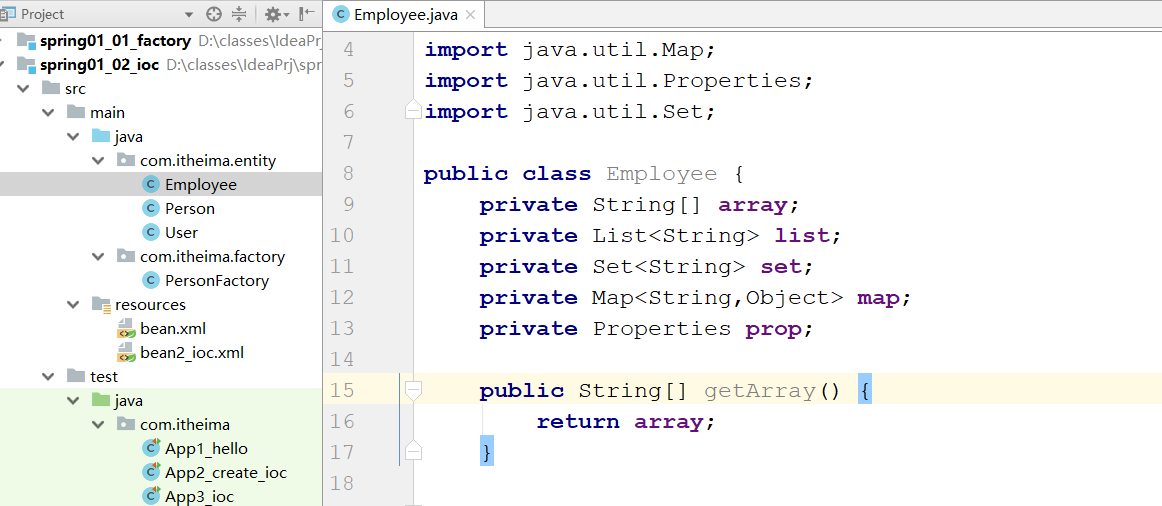 Project
spring01_01_factory D:\classes\IdeaPrj
spring01_02_ioc D:\classes\IdeaPrj\spr
src
main
java
com.itheima.entity
Employee
Person
User
com.itheima.factory
PersonFactory
resources
bean.xml
bean2_ioc.xml
test
java
com.itheima
App1_hello
App2_create_ioc
App3_ioc
Employee.java
4 import java.util.Map;
5 import java.util.Properties;
6 import java.util.Set;
7
8 public class Employee {
9 private String[] array;
10 private List<String> list;
11 private Set<String> set;
12 private Map<String,Object> map;
13 private Properties prop;
14
15 public String[] getArray() {
16 return array;
17 }
18